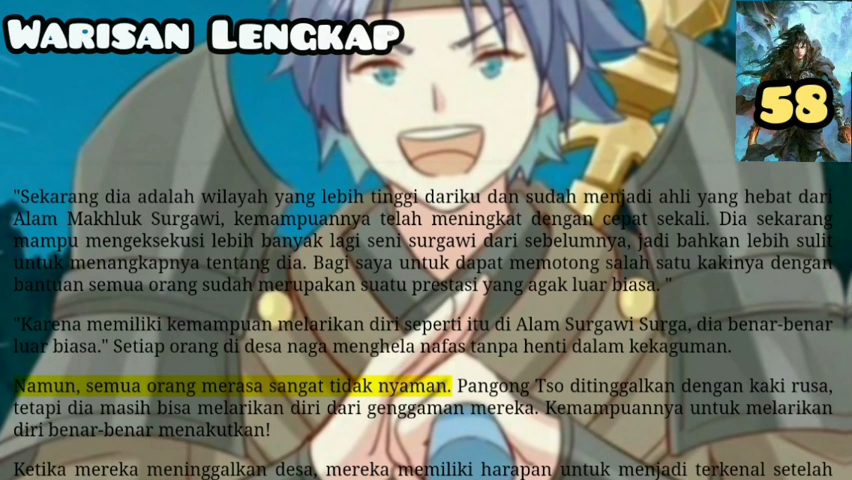 WARISAN LENGKAP
58
"Sekarang dia adalah wilayah yang lebih tinggi dariku dan sudah menjadi ahli yang hebat dari
Alam Makhluk Surgawi, kemampuannya telah meningkat dengan cepat sekali. Dia sekarang
mampu mengeksekusi lebih banyak lagi seni surgawi dari sebelumnya, jadi bahkan lebih sulit
untuk menangkapnya tentang dia. Bagi saya untuk dapat memotong salah satu kakinya dengan
bantuan semua orang sudah merupakan suatu prestasi yang agak luar biasa. "
"Karena memiliki kemampuan melarikan diri seperti itu di Alam Surgawi Surga, dia benar-benar
luar biasa." Setiap orang di desa naga menghela nafas tanpa henti dalam kekaguman.
Namun, semua orang merasa sangat tidak nyaman. Pangong Tso ditinggalkan dengan kaki rusa,
tetapi dia masih bisa melarikan diri dari genggaman mereka. Kemampuannya untuk melarikan
diri benar-benar menakutkan!
Ketika mereka meninggalkan desa, mereka memiliki harapan untuk menjadi terkenal setelah